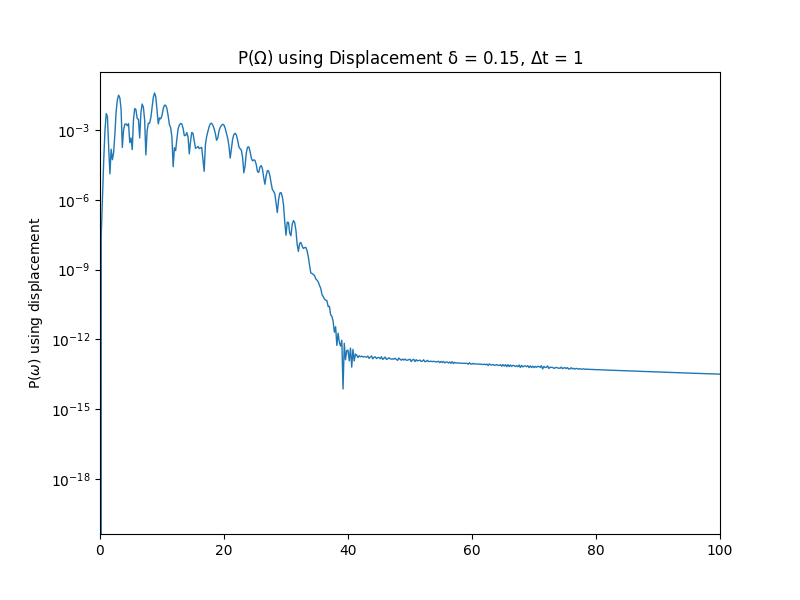 P(Ω) using Displacement δ = 0.15, Δt = 1
P(ω) using displacement
10⁻³
10⁻⁶
10⁻⁹
10⁻¹²
10⁻¹⁵
10⁻¹⁸
0 20 40 60 80 100